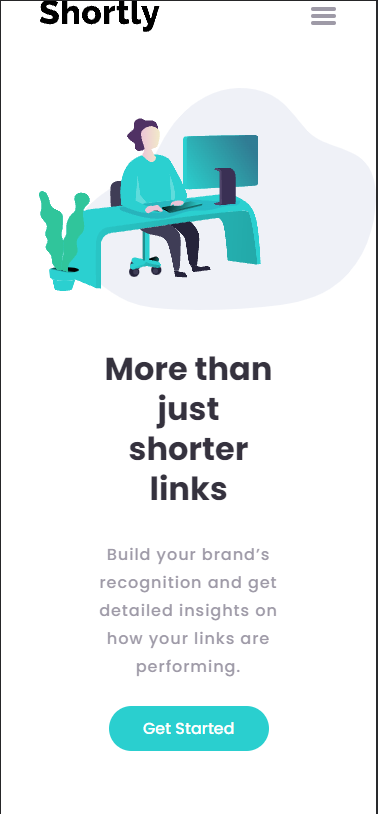 Shortly
More than
just
shorter
links
Build your brand’s
recognition and get
detailed insights on
how your links are
performing.
Get Started